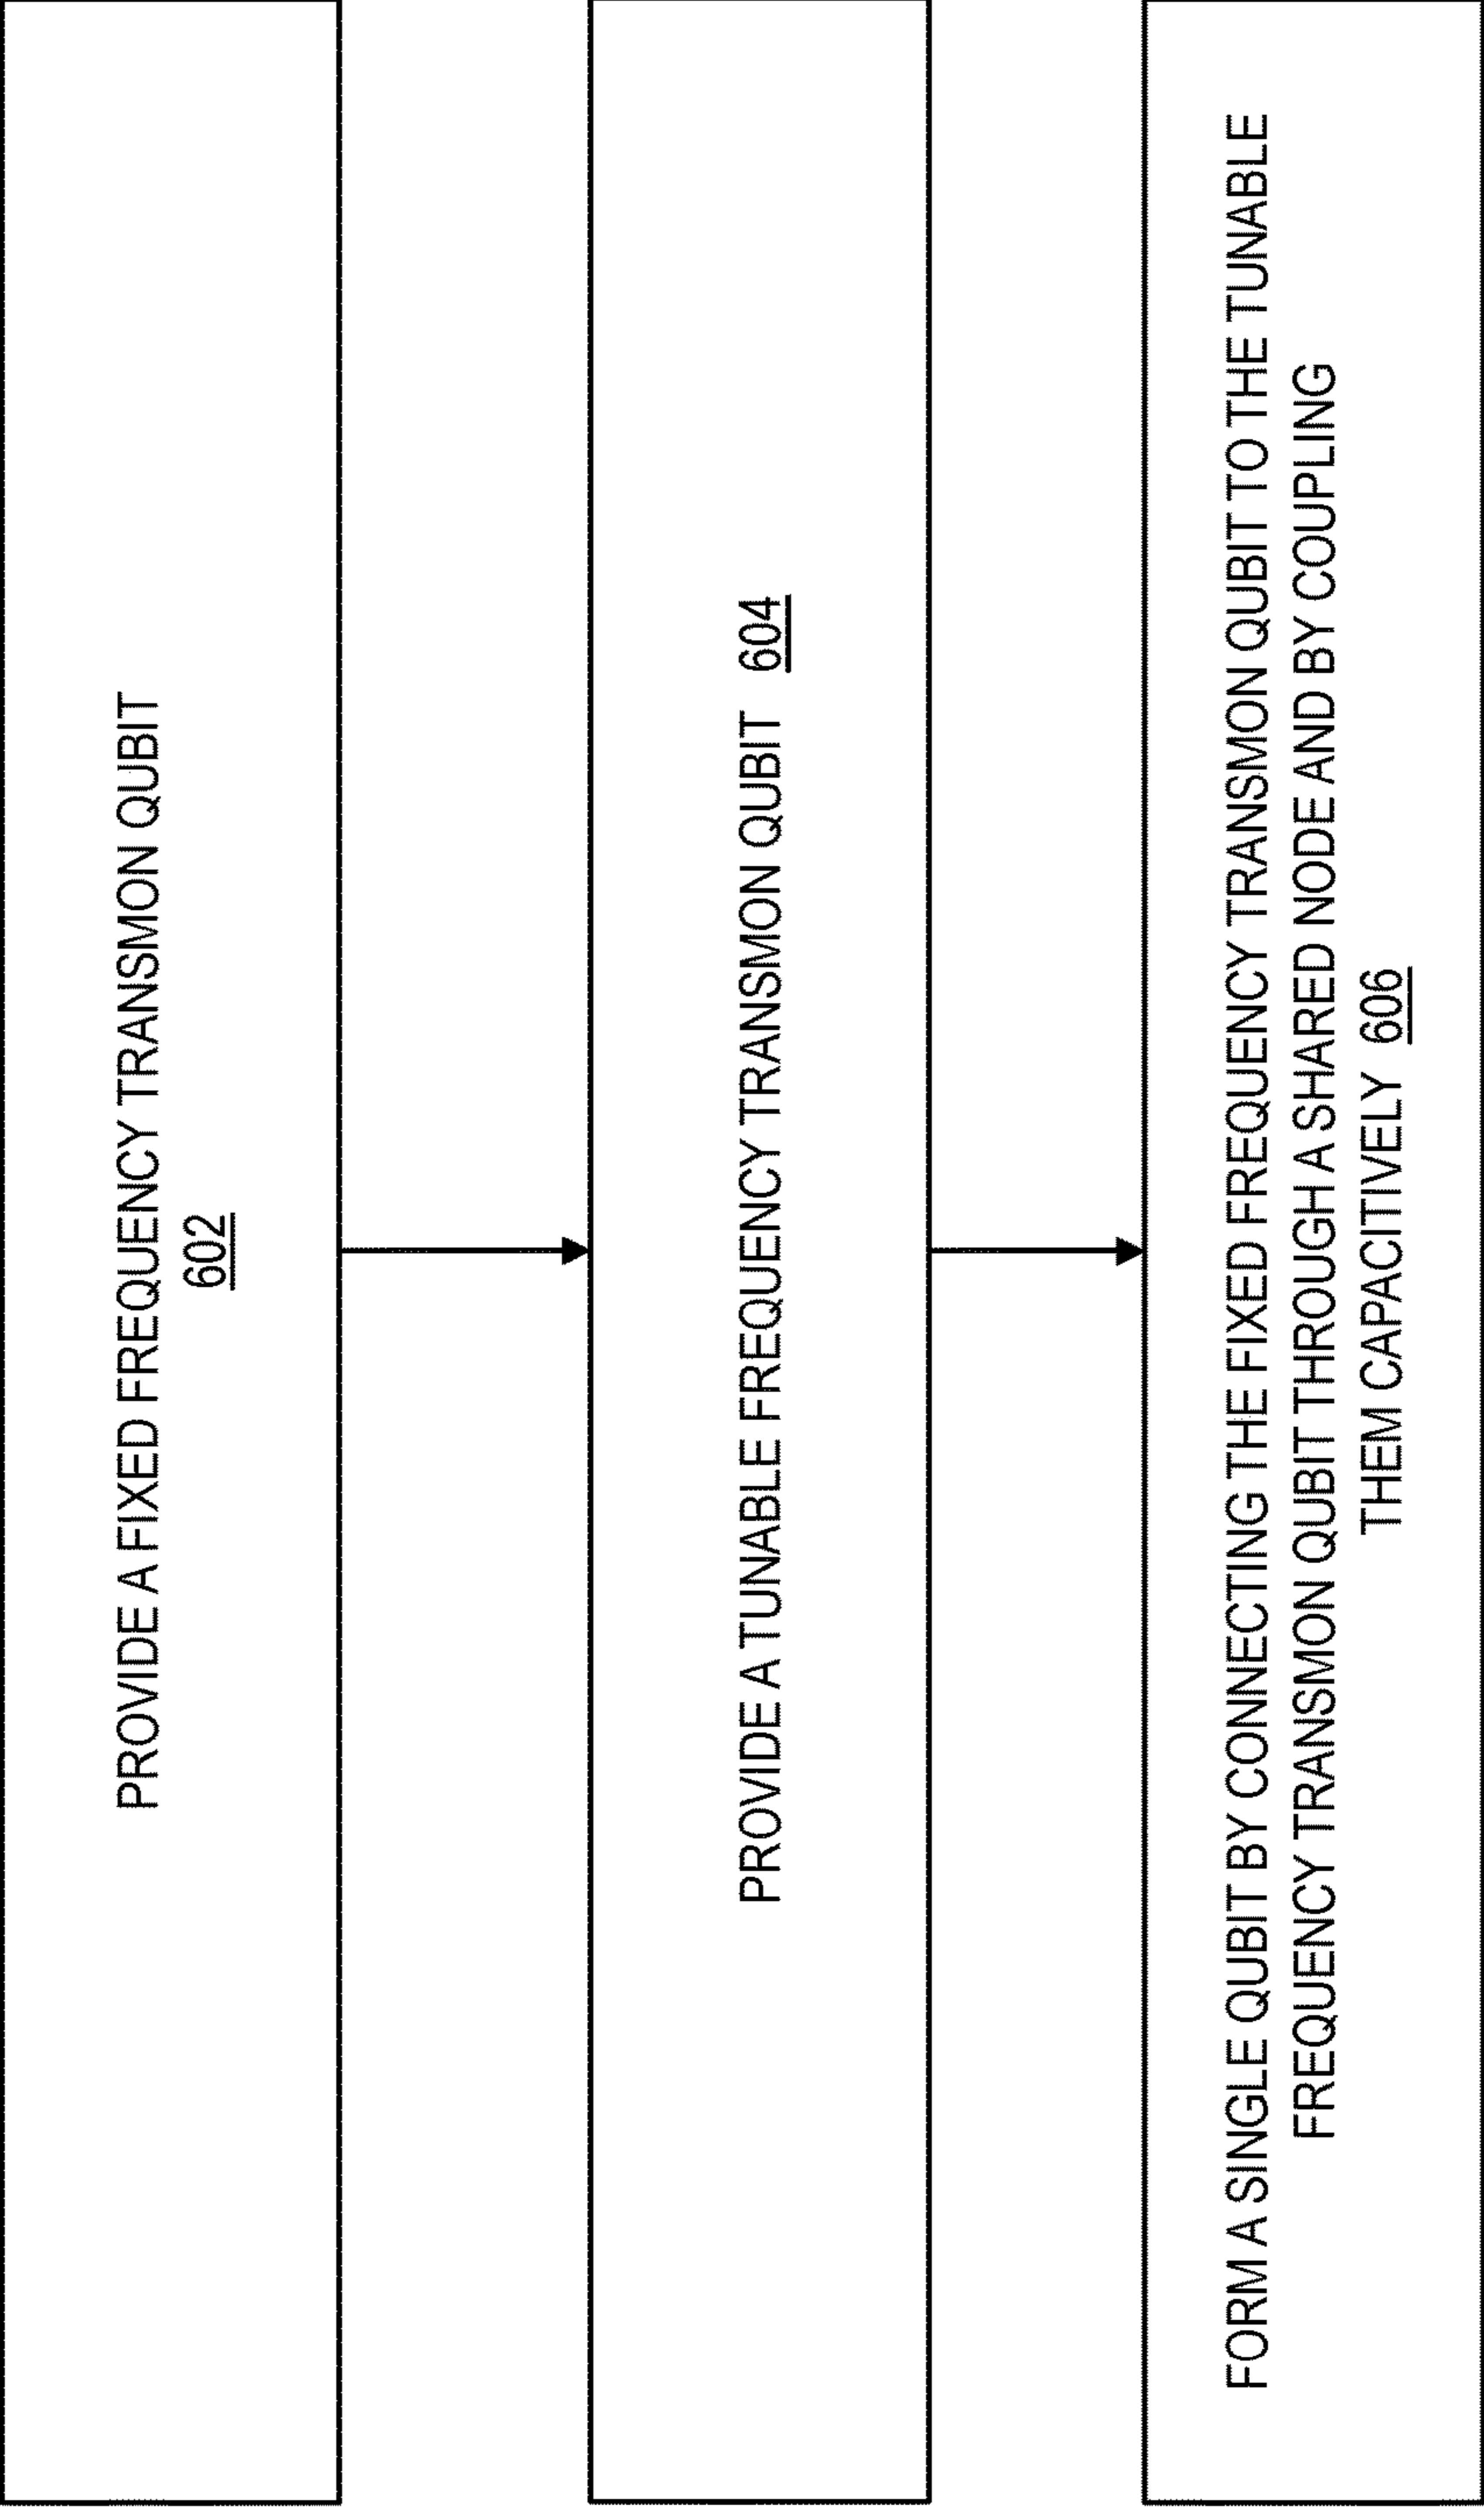 PROVIDE A FIXED FREQUENCY TRANSMON QUBIT
602
PROVIDE A TUNABLE FREQUENCY TRANSMON QUBIT 604
FORM A SINGLE QUBIT BY CONNECTING THE FIXED FREQUENCY TRANSMON QUBIT TO THE TUNABLE
FREQUENCY TRANSMON QUBIT THROUGH A SHARED NODE AND BY COUPLING
THEM CAPACITIVELY 606